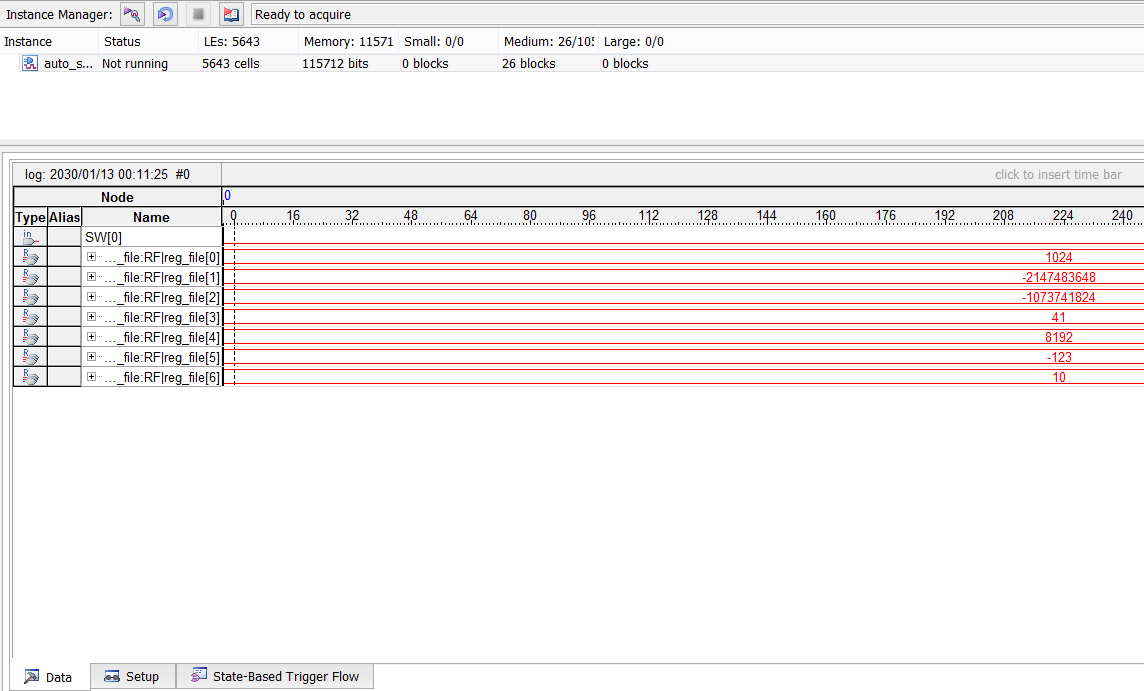 Instance Manager: Ready to acquire
Instance Status LEs: 5643 Memory: 11571 Small: 0/0 Medium: 26/105 Large: 0/0
auto_s... Not running 5643 cells 115712 bits 0 blocks 26 blocks 0 blocks
log: 2030/01/13 00:11:25 #0 click to insert time bar
Node 0
Type Alias Name 0 16 32 48 64 80 96 112 128 144 160 176 192 208 224 240
in SW[0]
R ..._file:RF|reg_file[0] 1024
R ..._file:RF|reg_file[1] -2147483648
R ..._file:RF|reg_file[2] -1073741824
R ..._file:RF|reg_file[3] 41
R ..._file:RF|reg_file[4] 8192
R ..._file:RF|reg_file[5] -123
R ..._file:RF|reg_file[6] 10
Data Setup State-Based Trigger Flow